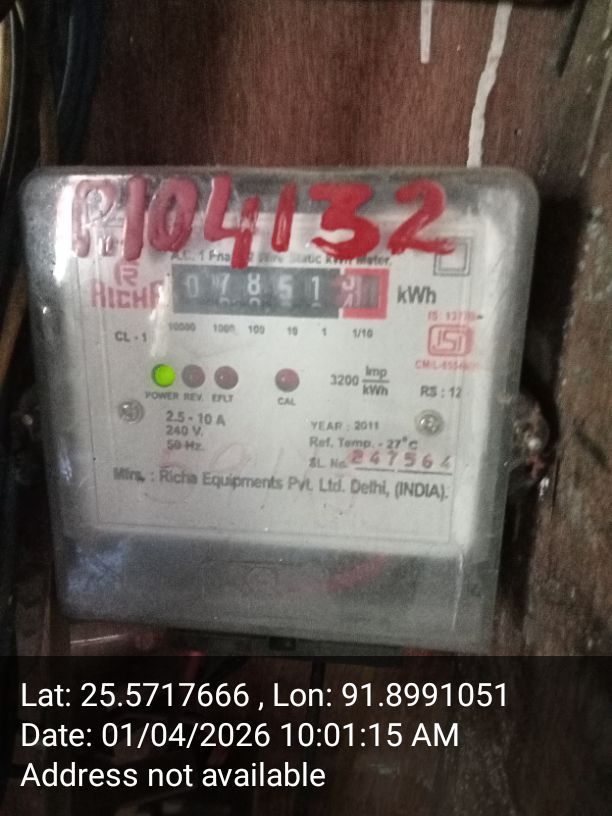 P104132
A.C. 1 Phase 2 Wire Static kWh Meter.
RICHA
07851 kWh
IS: 13779
CL - 1
10000 1000 100 10 1 1/10
3200 Imp/kWh
RS : 12
POWER REV. EFLT CAL
2.5 - 10 A
240 V.
50 Hz.
YEAR : 2011
Ref. Temp. - 27°C
SL. No. 247564
Mfrs. : Richa Equipments Pvt. Ltd. Delhi, (INDIA).
Lat: 25.5717666 , Lon: 91.8991051
Date: 01/04/2026 10:01:15 AM
Address not available